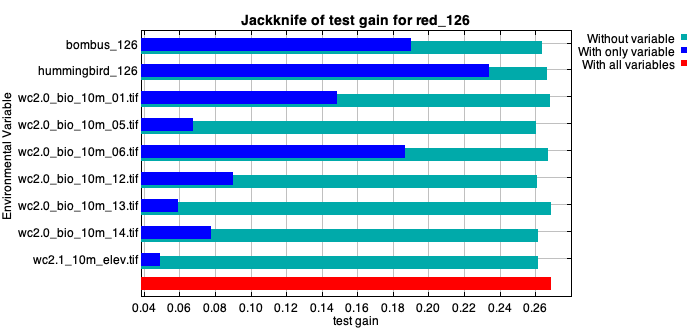 Jackknife of test gain for red_126
Without variable
With only variable
With all variables
Environmental Variable
bombus_126
hummingbird_126
wc2.0_bio_10m_01.tif
wc2.0_bio_10m_05.tif
wc2.0_bio_10m_06.tif
wc2.0_bio_10m_12.tif
wc2.0_bio_10m_13.tif
wc2.0_bio_10m_14.tif
wc2.1_10m_elev.tif
0.04 0.06 0.08 0.10 0.12 0.14 0.16 0.18 0.20 0.22 0.24 0.26
test gain